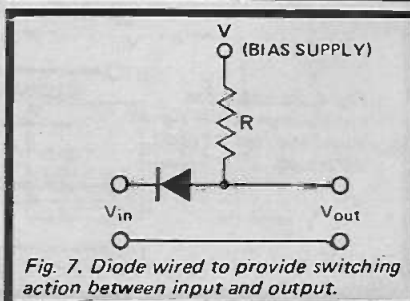 V
(BIAS SUPPLY)
R
Vin
Vout
Fig. 7. Diode wired to provide switching
action between input and output.